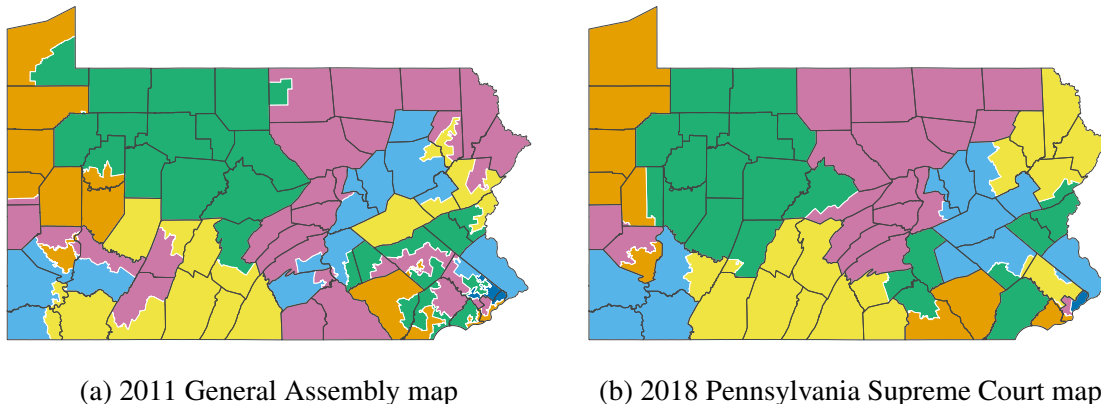 (a) 2011 General Assembly map
(b) 2018 Pennsylvania Supreme Court map